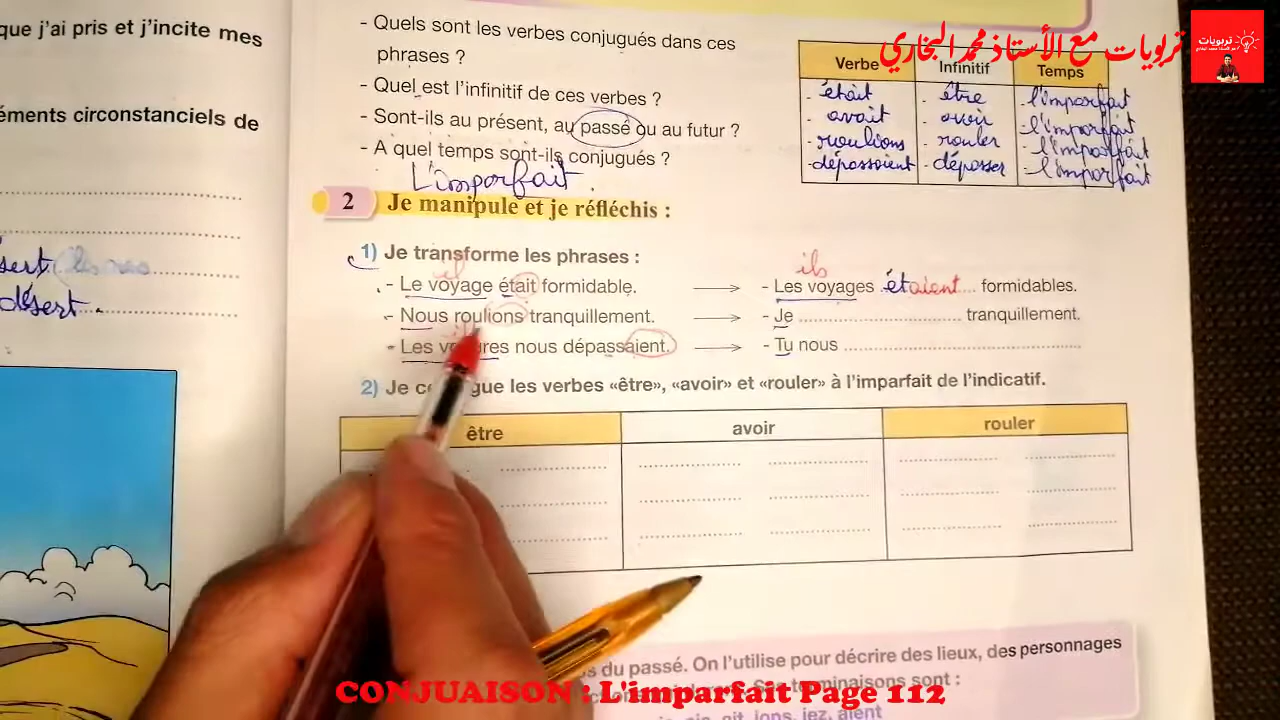 que j'ai pris et j'incite mes
éments circonstanciels de
désert.
- Quels sont les verbes conjugués dans ces
phrases ?
- Quel est l'infinitif de ces verbes ?
- Sont-ils au présent, au passé ou au futur ?
- A quel temps sont-ils conjugués ?
L'imparfait.
تربويات مع الأستاذ محمد البخاري
تربويات
Verbe Infinitif Temps
- était - être - l'imparfait
- avait - avoir - l'imparfait
- roulions - rouler - l'imparfait
- dépassaient - dépasser - l'imparfait
2 Je manipule et je réfléchis :
1) Je transforme les phrases :
il ils
- Le voyage était formidable. - Les voyages étaient formidables.
- Nous roulions tranquillement. - Je tranquillement.
- Les nous dépassaient. - Tu nous
2) Je les verbes «être», «avoir» et «rouler» à l'imparfait de l'indicatif.
être avoir rouler
du passé. On l'utilise pour décrire des lieux, des personnages
terminaisons sont :
ait, ions, iez, aient
CONJUAISON : L'imparfait Page 112